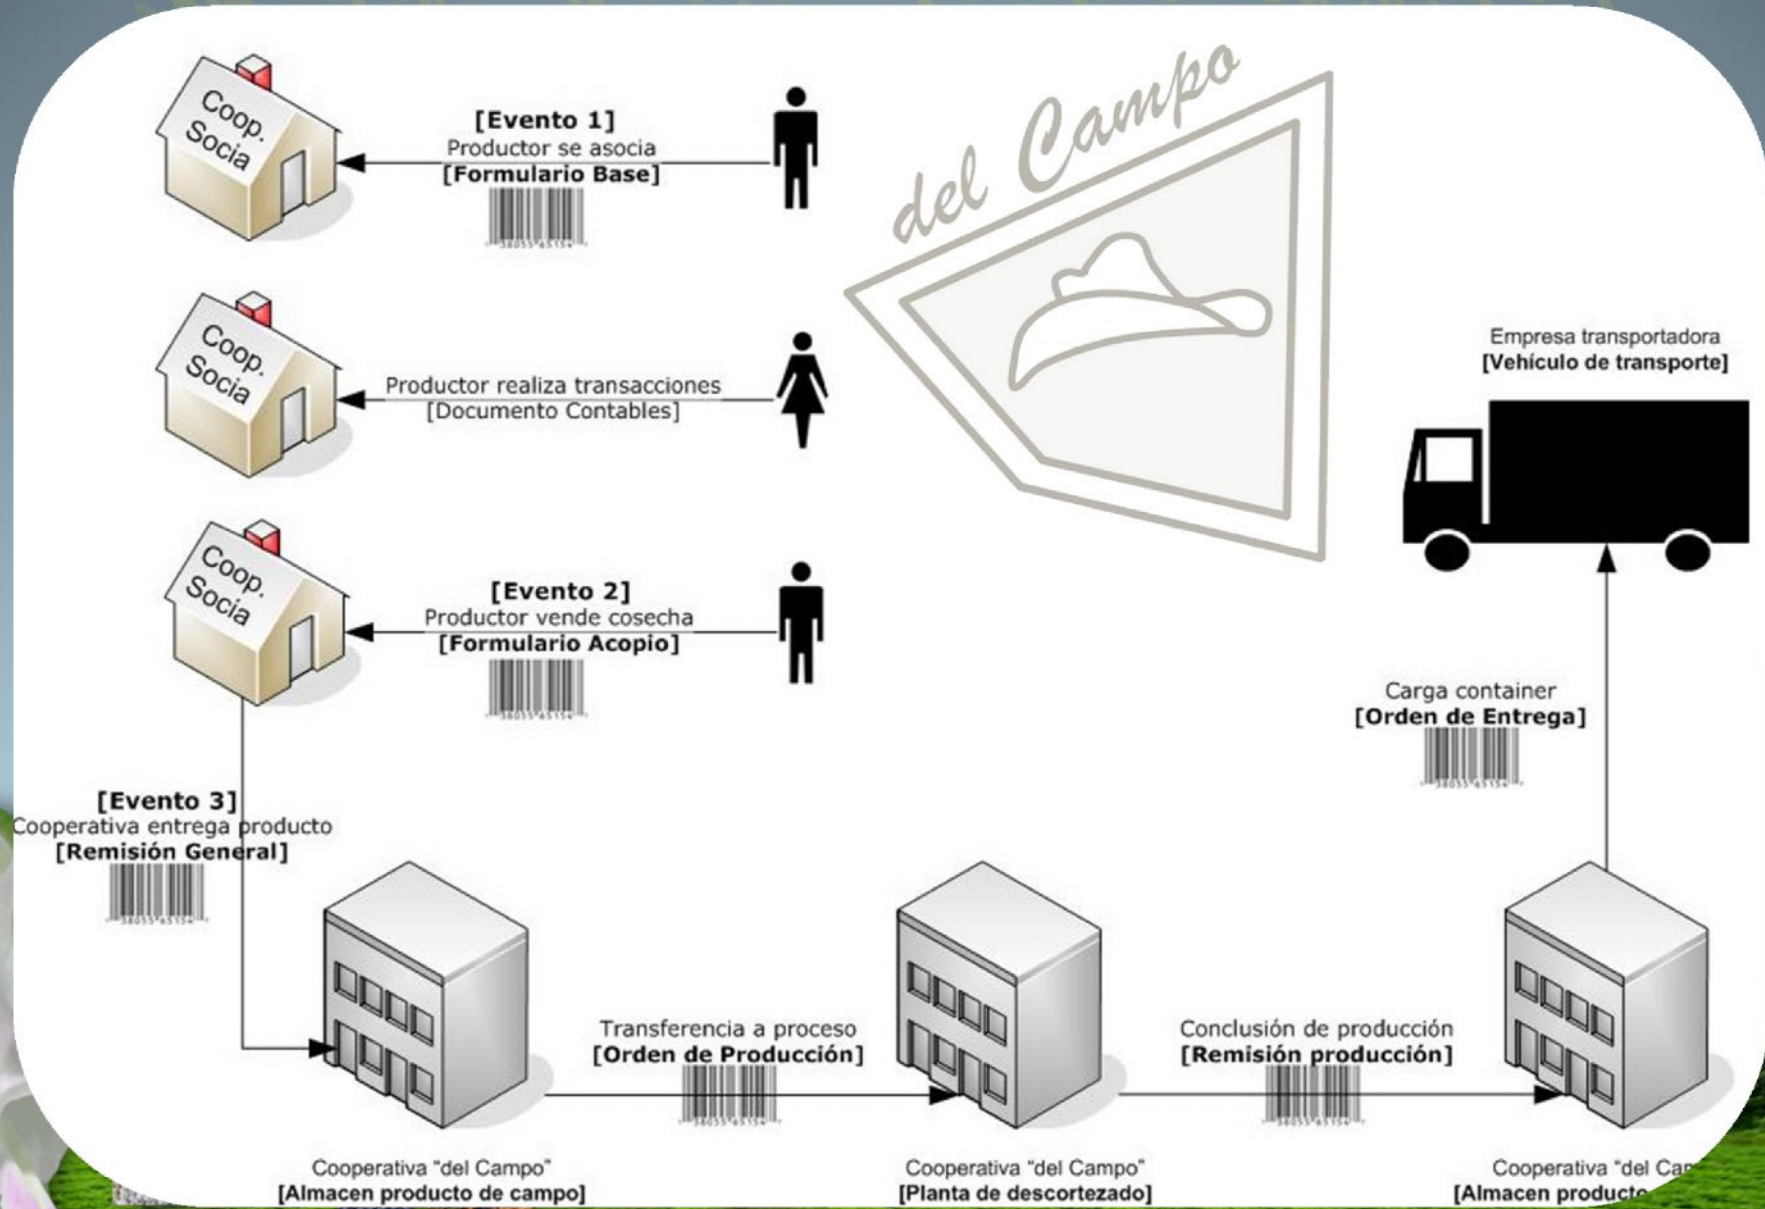 del Campo
Coop.
Socia
[Evento 1]
Productor se asocia
[Formulario Base]
Coop.
Socia
Productor realiza transacciones
[Documento Contables]
Empresa transportadora
[Vehículo de transporte]
Coop.
Socia
[Evento 2]
Productor vende cosecha
[Formulario Acopio]
Carga container
[Orden de Entrega]
[Evento 3]
Cooperativa entrega producto
[Remisión General]
Transferencia a proceso
[Orden de Producción]
Conclusión de producción
[Remisión producción]
Cooperativa "del Campo"
[Almacen producto de campo]
Cooperativa "del Campo"
[Planta de descortezado]
Cooperativa "del
[Almacen producto